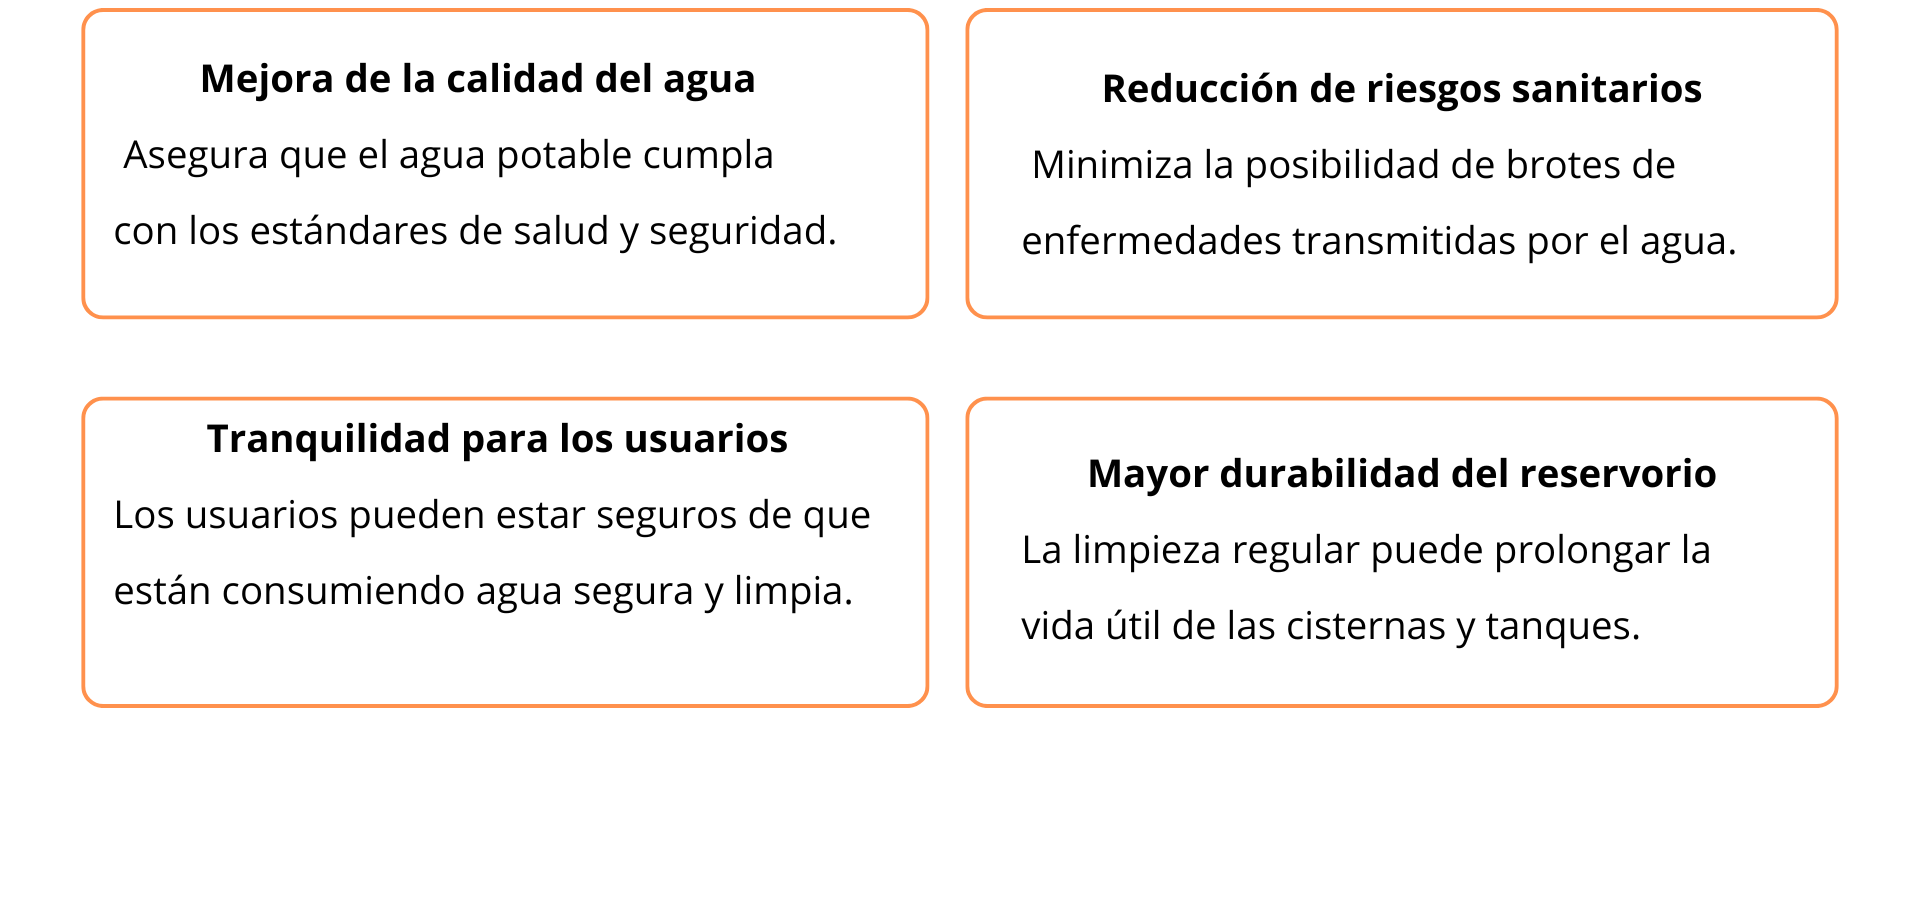 Mejora de la calidad del agua
Asegura que el agua potable cumpla
con los estándares de salud y seguridad.
Reducción de riesgos sanitarios
Minimiza la posibilidad de brotes de
enfermedades transmitidas por el agua.
Tranquilidad para los usuarios
Los usuarios pueden estar seguros de que
están consumiendo agua segura y limpia.
Mayor durabilidad del reservorio
La limpieza regular puede prolongar la
vida útil de las cisternas y tanques.